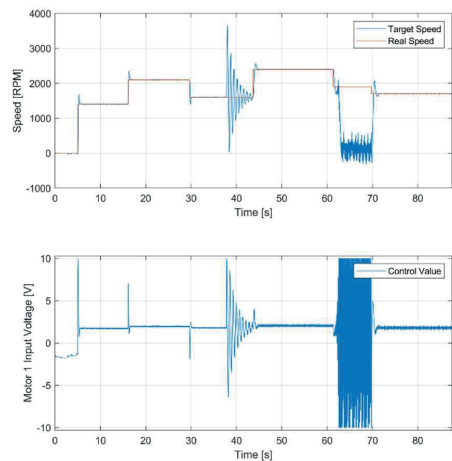 4000
3000
2000
1000
0
-1000
Speed [RPM]
Target Speed
Real Speed
0 10 20 30 40 50 60 70 80
Time [s]
10
5
0
-5
-10
Motor 1 Input Voltage [V]
Control Value
0 10 20 30 40 50 60 70 80
Time [s]